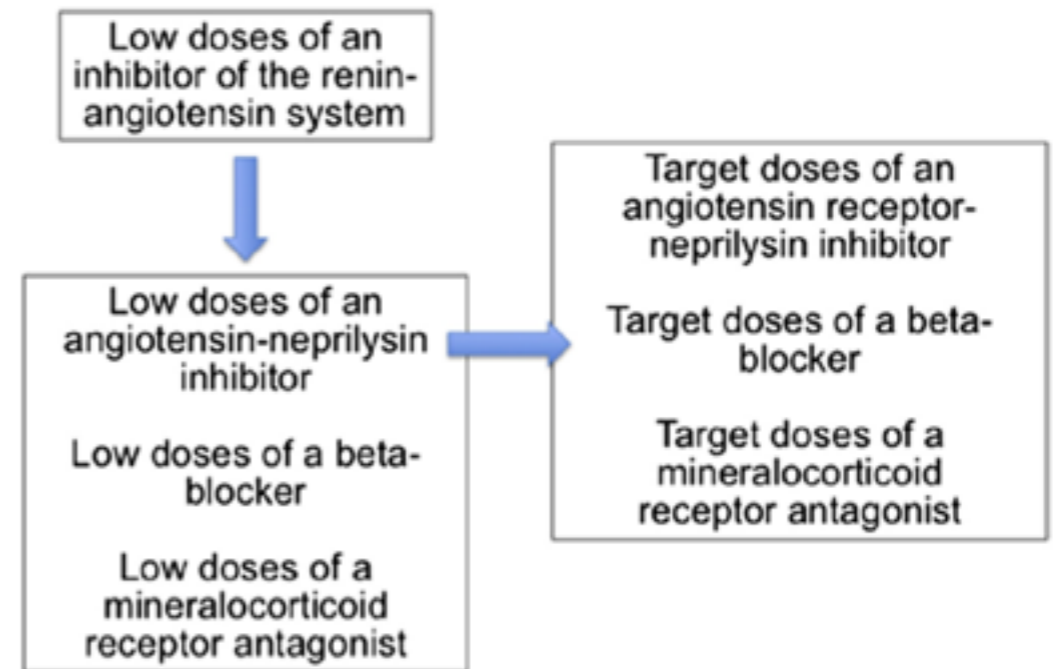 Low doses of an
inhibitor of the renin-
angiotensin system
Low doses of an
angiotensin-neprilysin
inhibitor
Low doses of a beta-
blocker
Low doses of a
mineralocorticoid
receptor antagonist
Target doses of an
angiotensin receptor-
neprilysin inhibitor
Target doses of a beta-
blocker
Target doses of a
mineralocorticoid
receptor antagonist